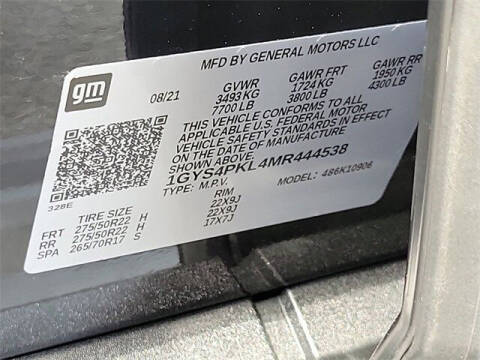 MFD BY GENERAL MOTORS LLC
gm
08/21 GVWR GAWR FRT GAWR RR
3493 KG 1724 KG 1950 KG
7700 LB 3800 LB 4300 LB
THIS VEHICLE CONFORMS TO ALL
APPLICABLE U.S. FEDERAL MOTOR
VEHICLE SAFETY STANDARDS IN EFFECT
ON THE DATE OF MANUFACTURE
SHOWN ABOVE.
1GYS4PKL4MR444538
TYPE: M.P.V. MODEL: 486K10906
328E
TIRE SIZE RIM
FRT 275/50R22 H 22X9J
RR 275/50R22 H 22X9J
SPA 265/70R17 S 17X7J